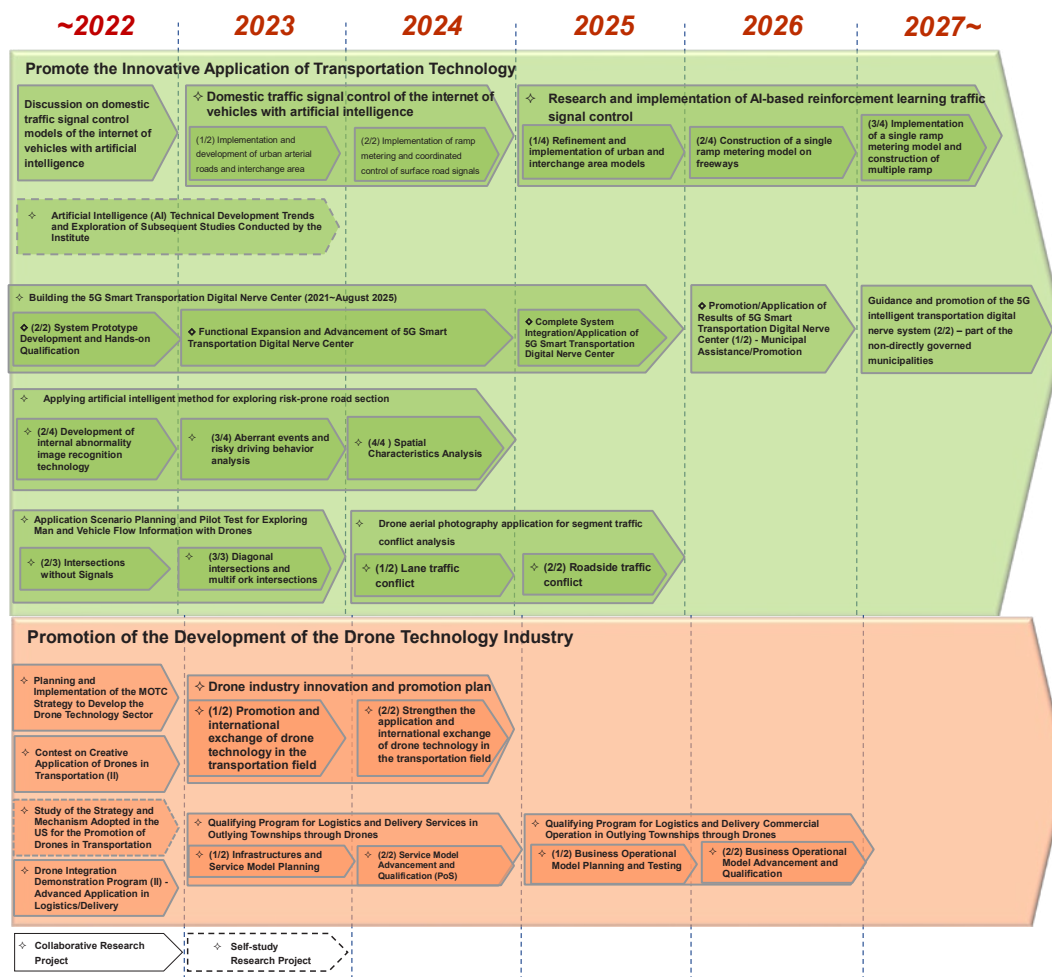 ~2022 2023 2024 2025 2026 2027~
Promote the Innovative Application of Transportation Technology
Discussion on domestic
traffic signal control
models of the internet of
vehicles with artificial
intelligence
✧ Domestic traffic signal control of the internet of
vehicles with artificial intelligence
(1/2) Implementation and
development of urban arterial
roads and interchange area
(2/2) Implementation of ramp
metering and coordinated
control of surface road signals
✧ Research and implementation of AI-based reinforcement learning traffic
signal control
(1/4) Refinement and
implementation of urban and
interchange area models
(2/4) Construction of a single
ramp metering model on
freeways
(3/4) Implementation
of a single ramp
metering model and
construction of
multiple ramp
✧ Artificial Intelligence (AI) Technical Development Trends
and Exploration of Subsequent Studies Conducted by the
Institute
✧ Building the 5G Smart Transportation Digital Nerve Center (2021~August 2025)
◇ (2/2) System Prototype
Development and Hands-on
Qualification
◇ Functional Expansion and Advancement of 5G Smart
Transportation Digital Nerve Center
◇ Complete System
Integration/Application of
5G Smart Transportation
Digital Nerve Center
◇ Promotion/Application of
Results of 5G Smart
Transportation Digital Nerve
Center (1/2) - Municipal
Assistance/Promotion
Guidance and promotion of the 5G
intelligent transportation digital
nerve system (2/2) – part of the
non-directly governed
municipalities
✧ Applying artificial intelligent method for exploring risk-prone road section
✧ (2/4) Development of
internal abnormality
image recognition
technology
✧ (3/4) Aberrant events and
risky driving behavior
analysis
✧ (4/4 ) Spatial
Characteristics Analysis
✧ Application Scenario Planning and Pilot Test for Exploring
Man and Vehicle Flow Information with Drones
✧ (2/3) Intersections
without Signals
✧ (3/3) Diagonal
intersections and
multif ork intersections
✧ Drone aerial photography application for segment traffic
conflict analysis
✧ (1/2) Lane traffic
conflict
✧ (2/2) Roadside traffic
conflict
Promotion of the Development of the Drone Technology Industry
✧ Planning and
Implementation of the MOTC
Strategy to Develop the
Drone Technology Sector
✧ Drone industry innovation and promotion plan
✧ (1/2) Promotion and
international
exchange of drone
technology in the
transportation field
✧ (2/2) Strengthen the
application and
international exchange
of drone technology in
the transportation field
✧ Contest on Creative
Application of Drones in
Transportation (II)
✧ Study of the Strategy and
Mechanism Adopted in the
US for the Promotion of
Drones in Transportation
✧ Qualifying Program for Logistics and Delivery Services in
Outlying Townships through Drones
✧ (1/2) Infrastructures and
Service Model Planning
✧ (2/2) Service Model
Advancement and
Qualification (PoS)
✧ Qualifying Program for Logistics and Delivery Commercial
Operation in Outlying Townships through Drones
✧ (1/2) Business Operational
Model Planning and Testing
✧ (2/2) Business Operational
Model Advancement and
Qualification
✧ Drone Integration
Demonstration Program (II) -
Advanced Application in
Logistics/Delivery
✧ Collaborative Research
Project
✧ Self-study
Research Project